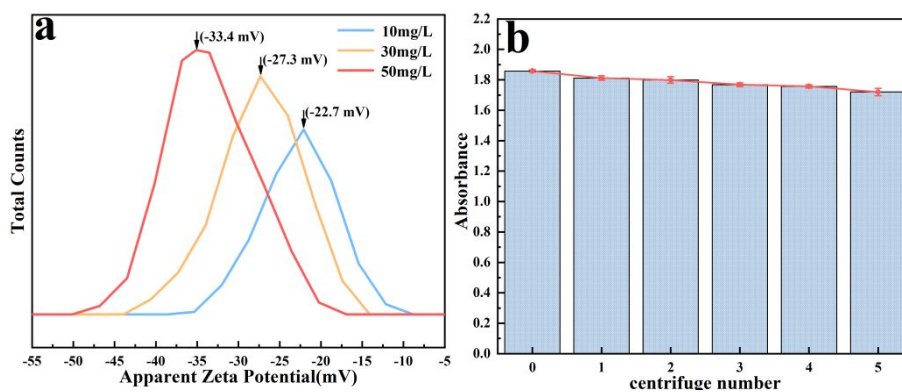 a
(-33.4 mV)
(-27.3 mV)
(-22.7 mV)
10mg/L
30mg/L
50mg/L
Total Counts
-55 -50 -45 -40 -35 -30 -25 -20 -15 -10 -5
Apparent Zeta Potential(mV)
b
2.2
2.0
1.8
1.6
1.4
1.2
1.0
0.8
0.6
0.4
0.2
0.0
Absorbance
0 1 2 3 4 5
centrifuge number